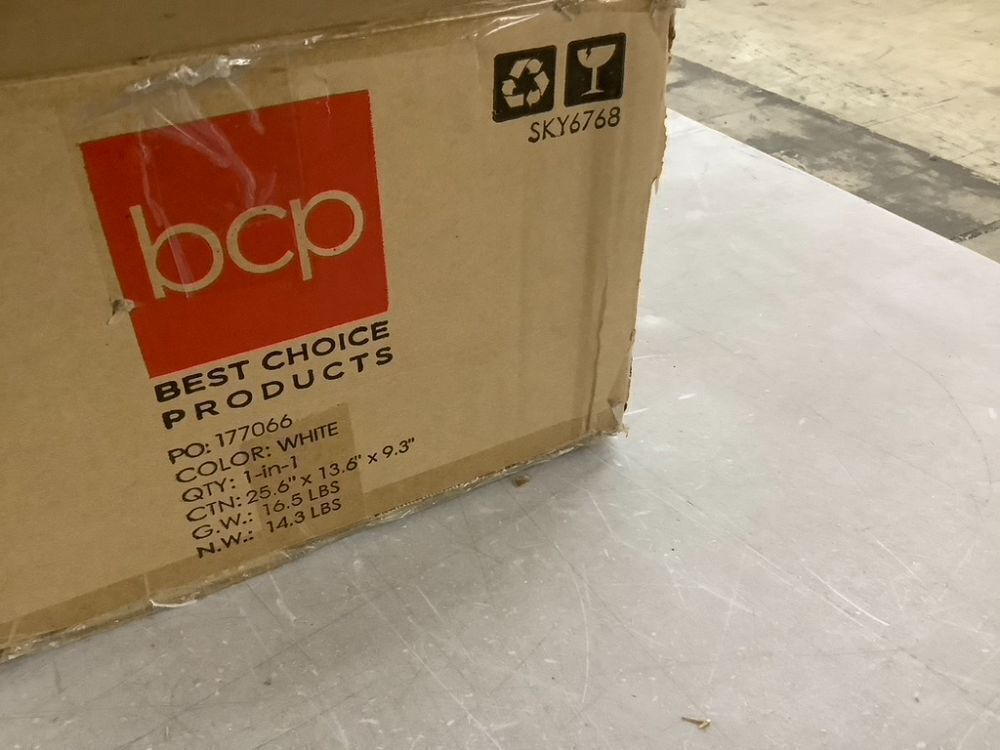 SKY6768
bcp
BEST CHOICE
PRODUCTS
PO: 177066
COLOR: WHITE
QTY: 1-in-1
CTN: 25.6" x 13.6" x 9.3"
G.W.: 16.5 LBS
N.W.: 14.3 LBS